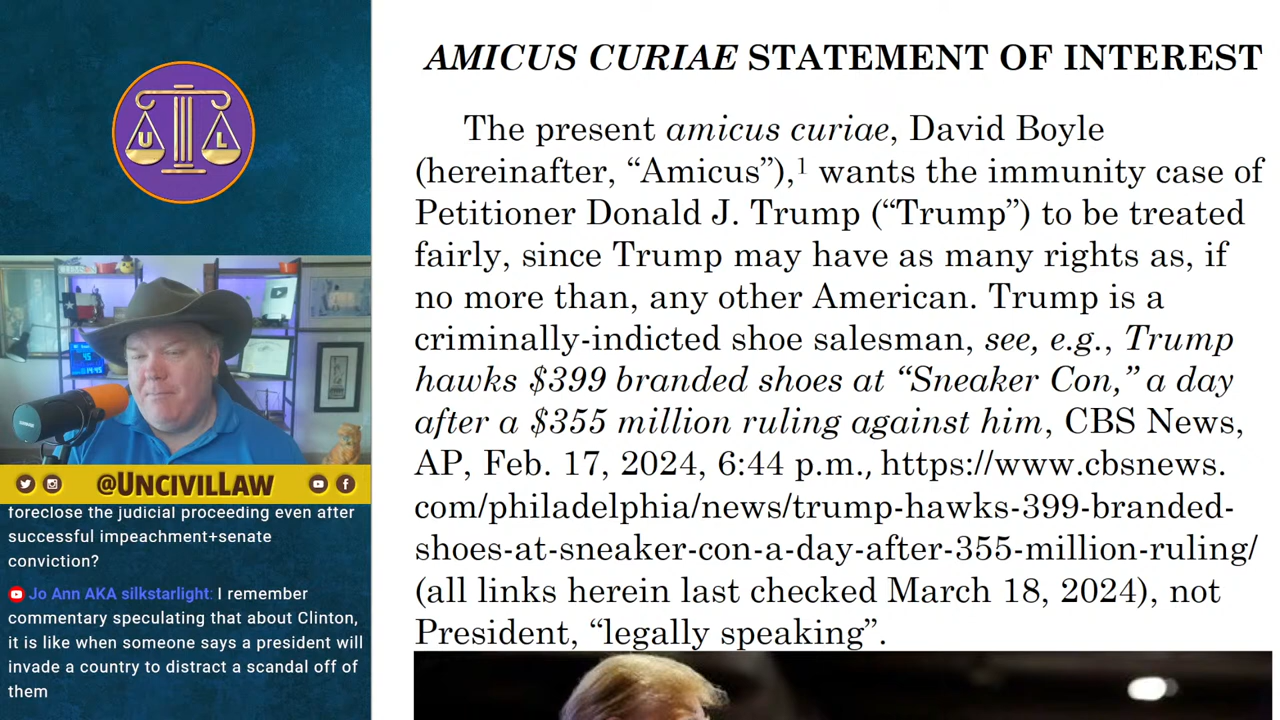 U L
45
@UNCIVILLAW
foreclose the judicial proceeding even after
successful impeachment+senate
conviction?
Jo Ann AKA silkstarlight: I remember
commentary speculating that about Clinton,
it is like when someone says a president will
invade a country to distract a scandal off of
them
AMICUS CURIAE STATEMENT OF INTEREST
The present amicus curiae, David Boyle
(hereinafter, “Amicus”),1 wants the immunity case of
Petitioner Donald J. Trump (“Trump”) to be treated
fairly, since Trump may have as many rights as, if
no more than, any other American. Trump is a
criminally-indicted shoe salesman, see, e.g., Trump
hawks $399 branded shoes at “Sneaker Con,” a day
after a $355 million ruling against him, CBS News,
AP, Feb. 17, 2024, 6:44 p.m., https://www.cbsnews.
com/philadelphia/news/trump-hawks-399-branded-
shoes-at-sneaker-con-a-day-after-355-million-ruling/
(all links herein last checked March 18, 2024), not
President, “legally speaking”.